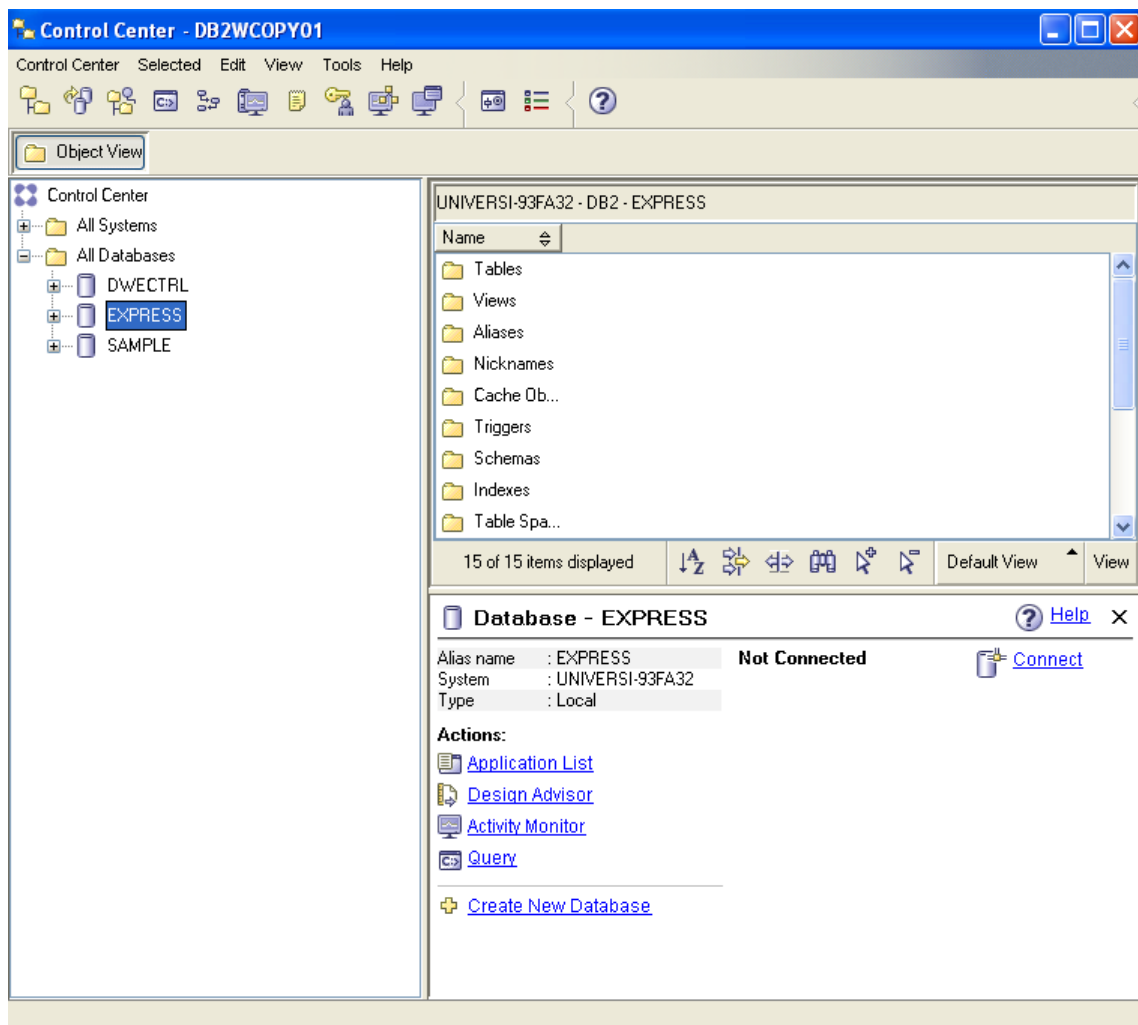 Control Center - DB2WCOPY01
Control Center Selected Edit View Tools Help
Object View
Control Center
All Systems
All Databases
DWECTRL
EXPRESS
SAMPLE
UNIVERSI-93FA32 - DB2 - EXPRESS
Name
Tables
Views
Aliases
Nicknames
Cache Ob...
Triggers
Schemas
Indexes
Table Spa...
15 of 15 items displayed Default View View
Database - EXPRESS Help
Alias name : EXPRESS Not Connected Connect
System : UNIVERSI-93FA32
Type : Local
Actions:
Application List
Design Advisor
Activity Monitor
Query
Create New Database